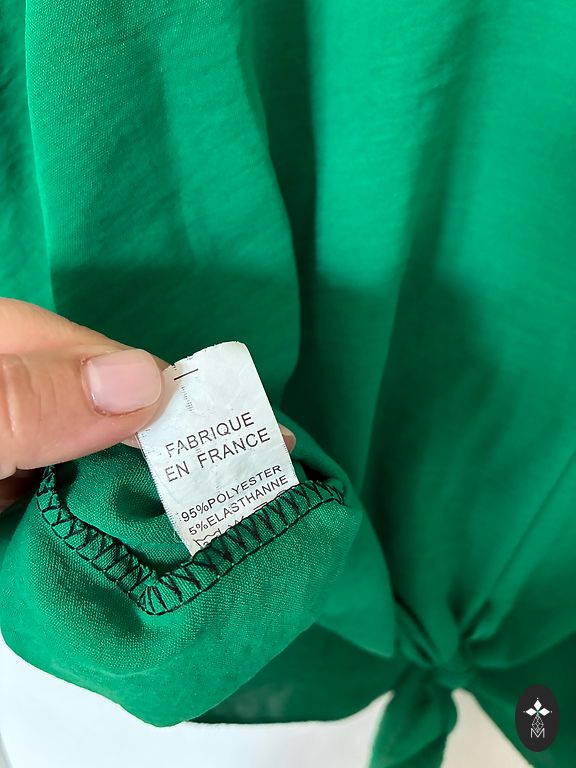 FABRIQUE
EN FRANCE
95%POLYESTER
5%ELASTHANNE
M